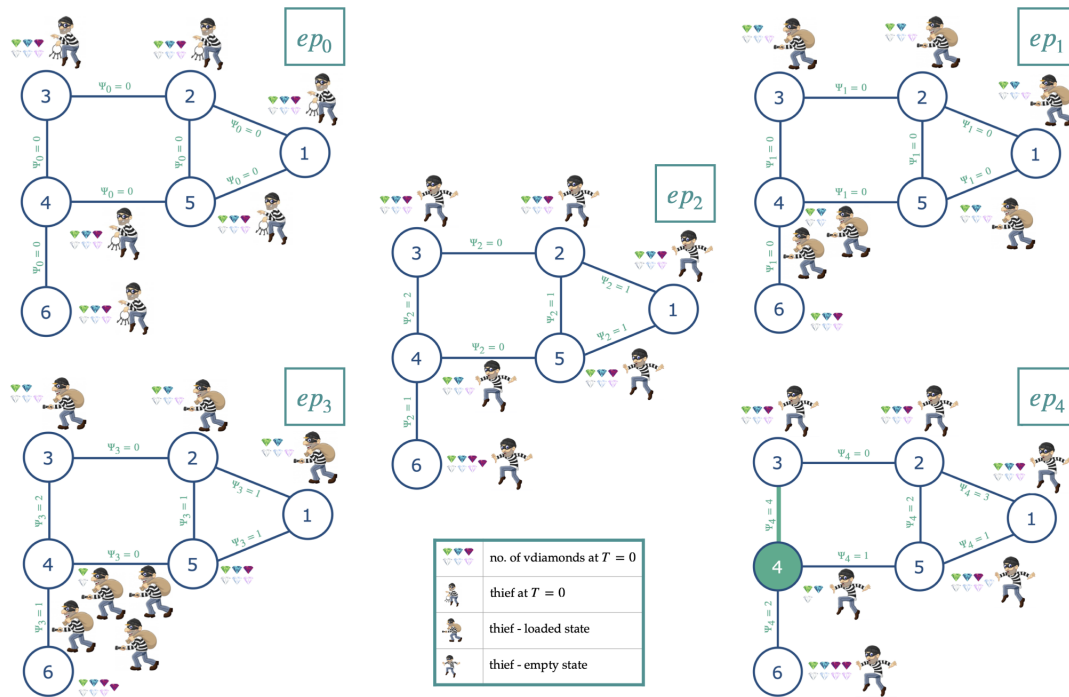 ep0
3
Ψ0 = 0
2
Ψ0 = 0
Ψ0 = 0
Ψ0 = 0
1
Ψ0 = 0
4
Ψ0 = 0
5
Ψ0 = 0
6
ep1
3
Ψ1 = 0
2
Ψ1 = 0
Ψ1 = 0
Ψ1 = 0
1
Ψ1 = 0
4
Ψ1 = 0
5
Ψ1 = 0
6
ep2
3
Ψ2 = 0
2
Ψ2 = 1
Ψ2 = 2
Ψ2 = 1
1
Ψ2 = 1
4
Ψ2 = 0
5
Ψ2 = 1
6
ep3
3
Ψ3 = 0
2
Ψ3 = 1
Ψ3 = 2
Ψ3 = 1
1
Ψ3 = 1
4
Ψ3 = 0
5
Ψ3 = 1
6
ep4
3
Ψ4 = 0
2
Ψ4 = 3
Ψ4 = 4
Ψ4 = 2
1
Ψ4 = 1
4
Ψ4 = 1
5
Ψ4 = 2
6
no. of vdiamonds at T = 0
thief at T = 0
thief - loaded state
thief - empty state